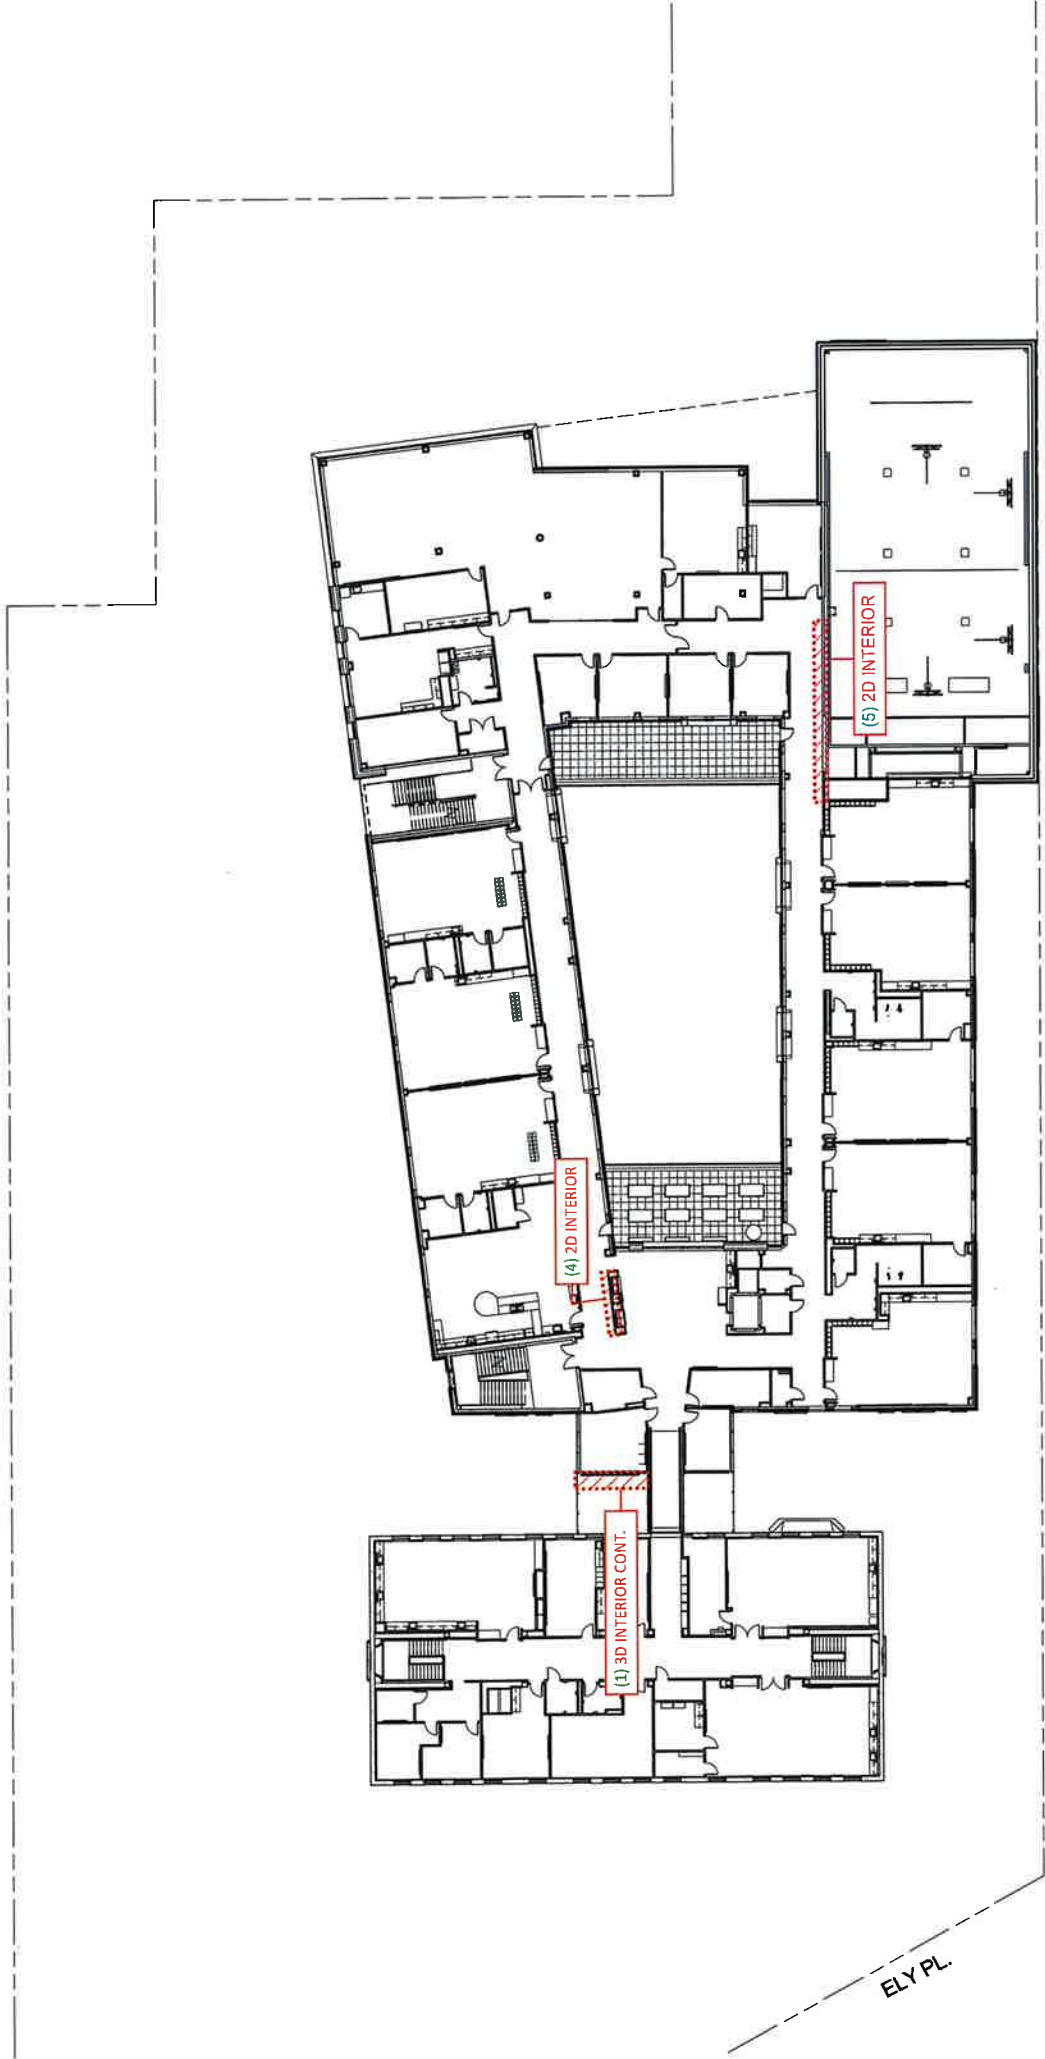 (5) 2D INTERIOR
(4) 2D INTERIOR
(1) 3D INTERIOR CONT.
ELY PL.